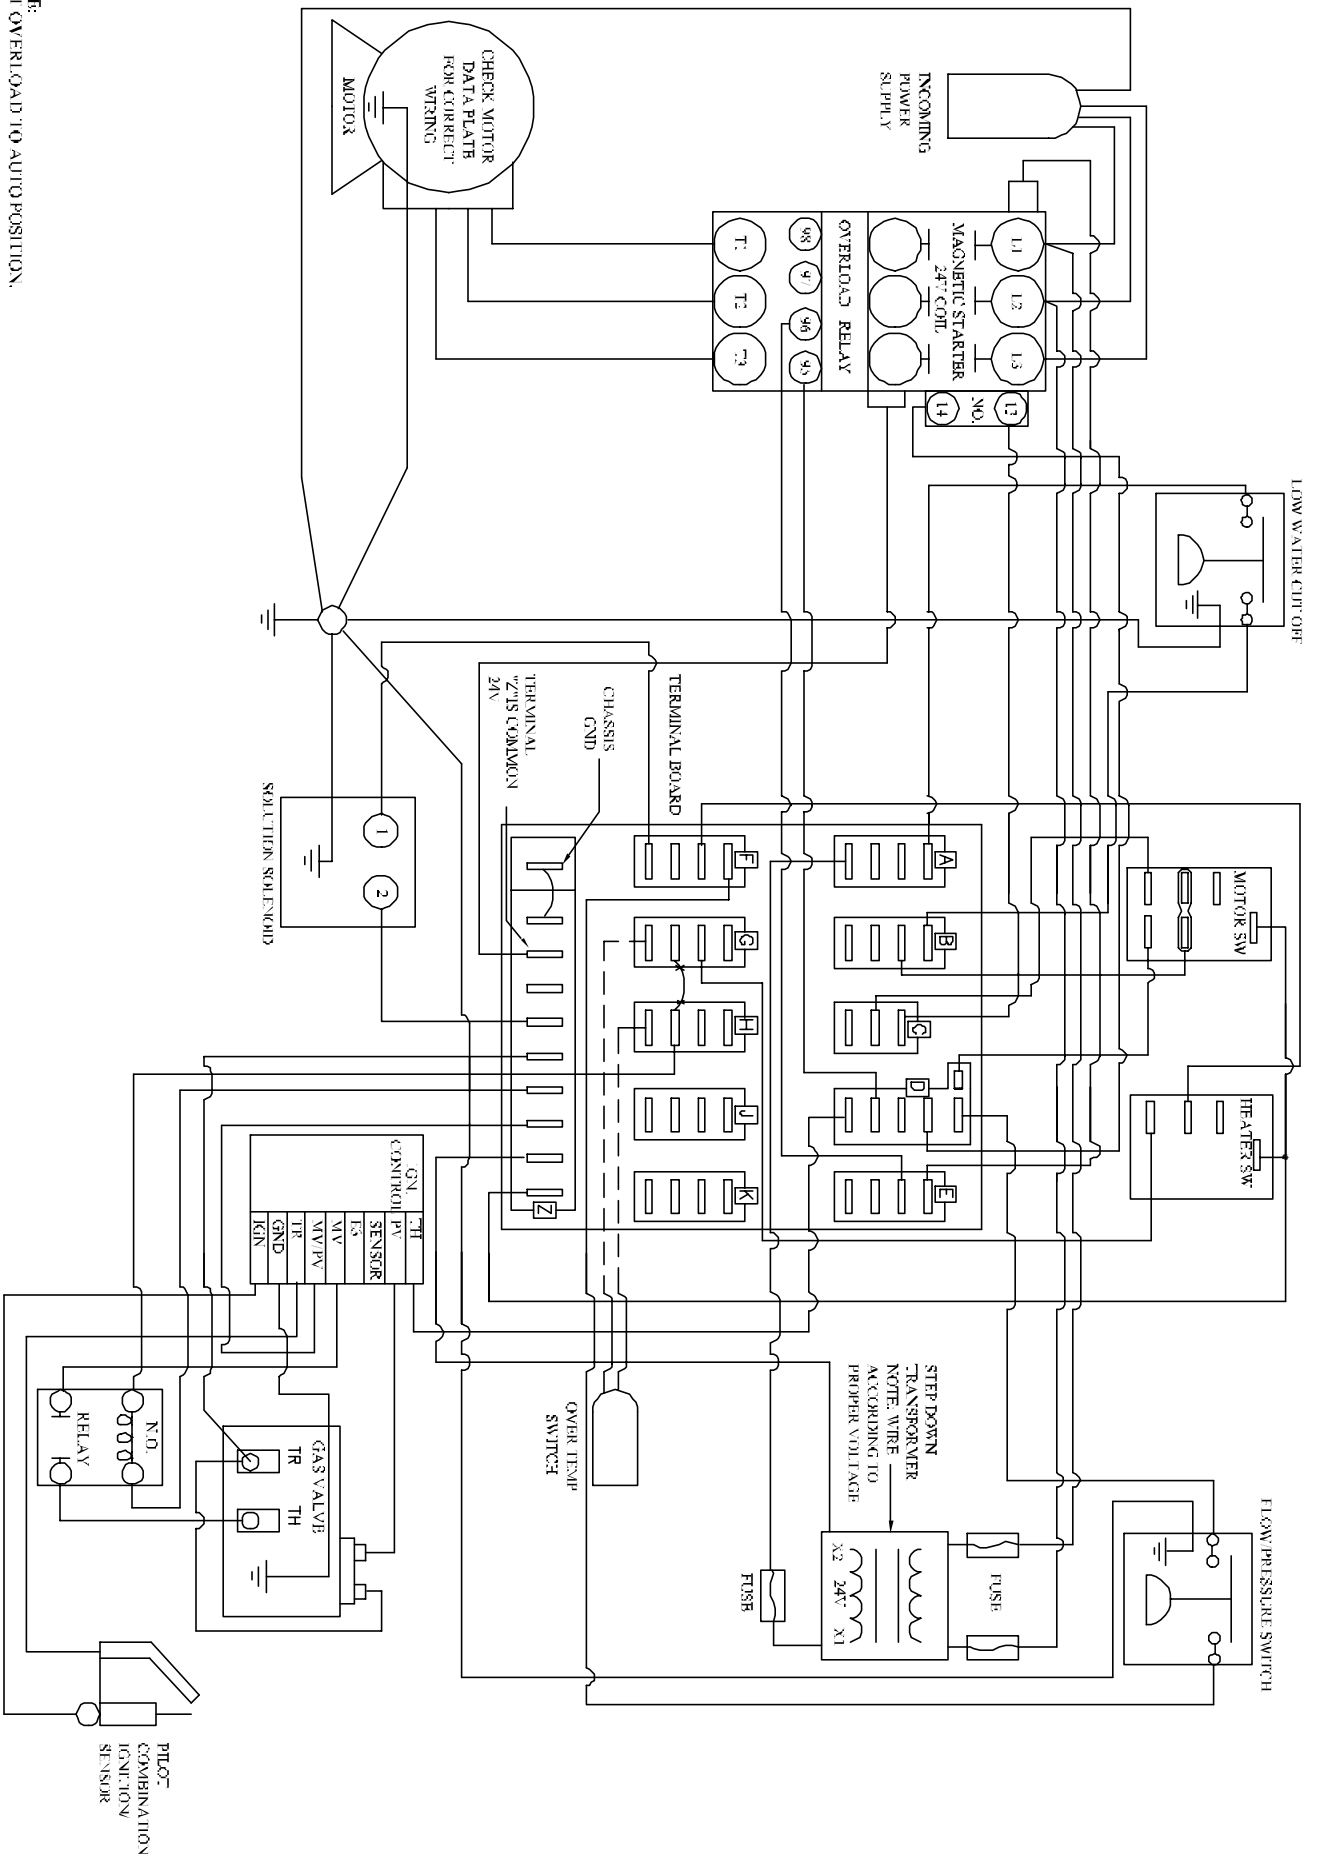 T OVERLOAD TO AUTO POSITION.
INCOMING
POWER
SUPPLY
CHECK MOTOR
DATA PLATE
FOR CORRECT
WIRING
MOTOR
L1
L2
L3
MAGNETIC STARTER
24V COIL
13
NO.
14
OVERLOAD RELAY
98
97
96
95
T1
T2
T3
LOW WATER CUT OFF
TERMINAL BOARD
CHASSIS
GND
TERMINAL
"Z" IS COMMON
24V
SOLUTION SOLENOID
1
2
A
B
C
D
E
F
G
H
J
K
Z
MOTOR SW
HEATER SW
IGN.
CONTROL
TH
PV
SENSOR
ES
MV
MV/PV
TR
GND
IGN
STEP DOWN
TRANSFORMER
NOTE: WIRE
ACCORDING TO
PROPER VOLTAGE
OVER TEMP
SWITCH
FLOW/PRESSURE SWITCH
FUSE
X2 24V X1
FUSE
GAS VALVE
TR
TH
N.O.
RELAY
PILOT
COMBINATION
IGNITION/
SENSOR